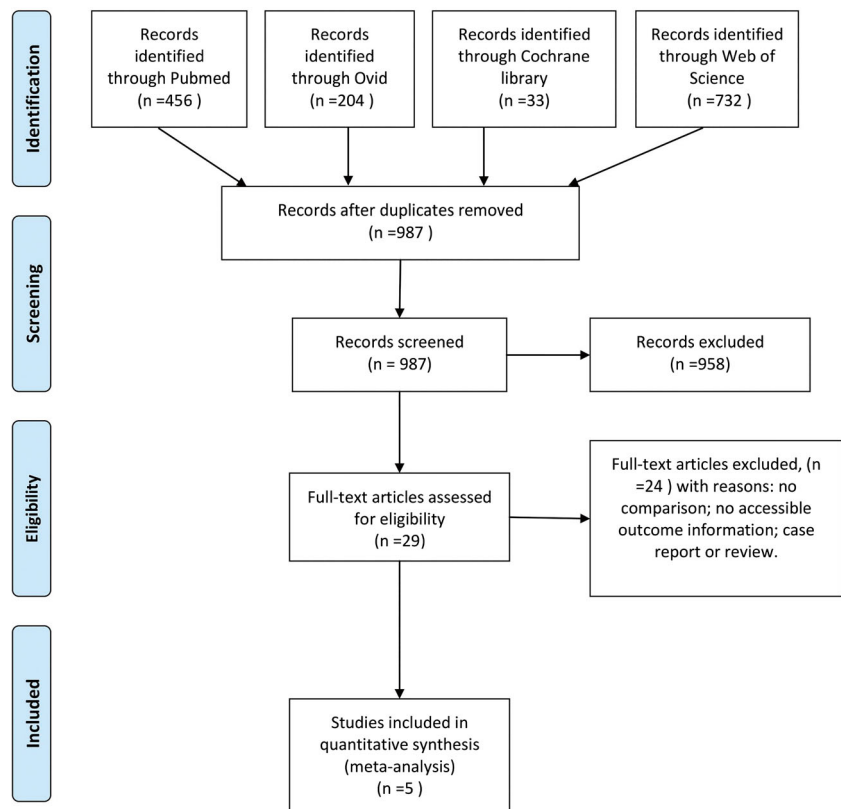 Identification
Records
identified
through Pubmed
(n =456 )
Records
identified
through Ovid
(n =204 )
Records identified
through Cochrane
library
(n =33)
Records identified
through Web of
Science
(n =732 )
Records after duplicates removed
(n =987 )
Screening
Records screened
(n = 987)
Records excluded
(n =958)
Eligibility
Full-text articles assessed
for eligibility
(n =29)
Full-text articles excluded, (n
=24 ) with reasons: no
comparison; no accessible
outcome information; case
report or review.
Included
Studies included in
quantitative synthesis
(meta-analysis)
(n =5 )